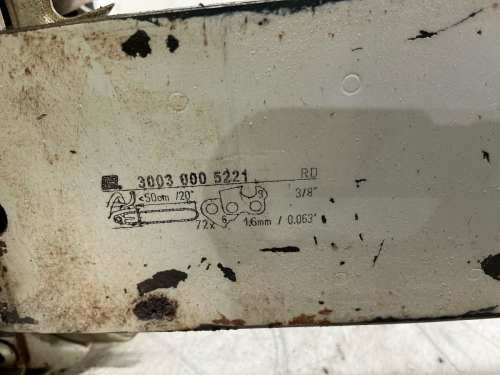 3003 000 5221 RD
<50cm /20" 3/8"
72x 1,6mm / 0.063"